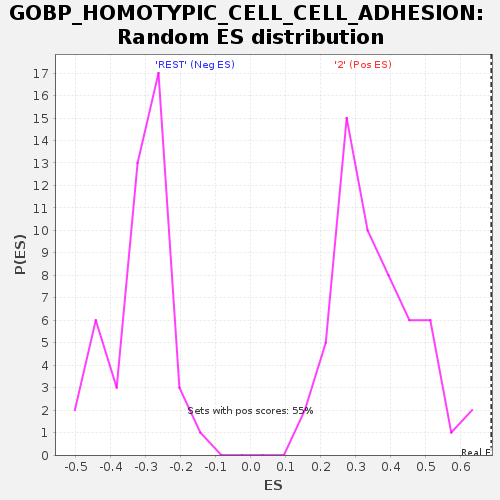 GOBP_HOMOTYPIC_CELL_CELL_ADHESION:
Random ES distribution
'REST' (Neg ES) '2' (Pos ES)
17
16
15
14
13
12
11
10
9
8
7
6
5
4
3
2
1
0
P(ES)
Sets with pos scores: 55%
Real E
-0.5 -0.4 -0.3 -0.2 -0.1 0.0 0.1 0.2 0.3 0.4 0.5 0.6
ES